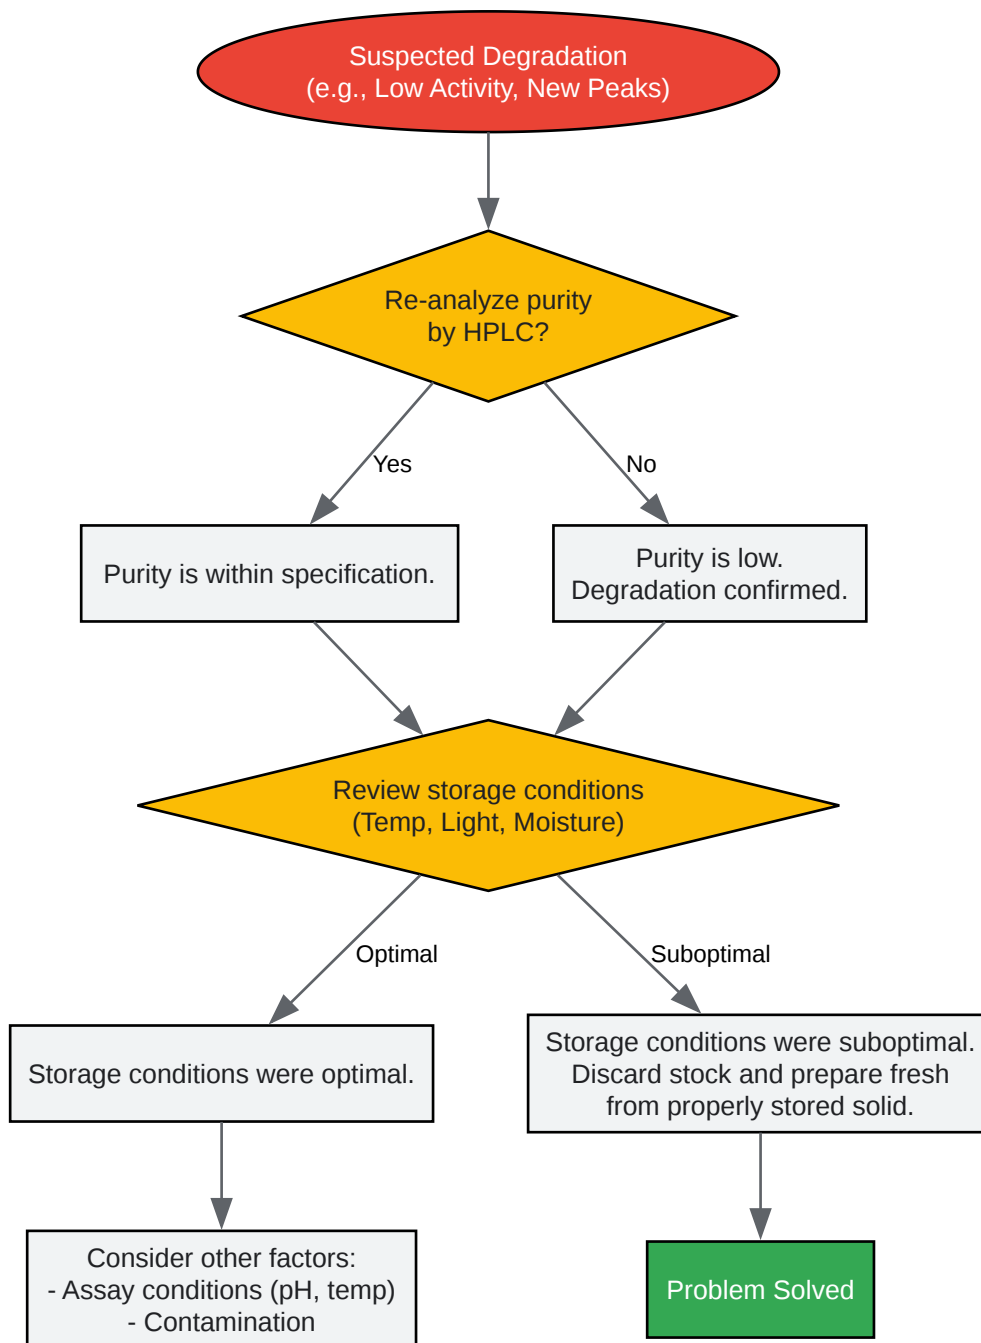 Suspected Degradation
(e.g., Low Activity, New Peaks)
Re-analyze purity
by HPLC?
Yes
No
Purity is within specification.
Purity is low.
Degradation confirmed.
Review storage conditions
(Temp, Light, Moisture)
Optimal
Suboptimal
Storage conditions were optimal.
Storage conditions were suboptimal.
Discard stock and prepare fresh
from properly stored solid.
Consider other factors:
- Assay conditions (pH, temp)
- Contamination
Problem Solved